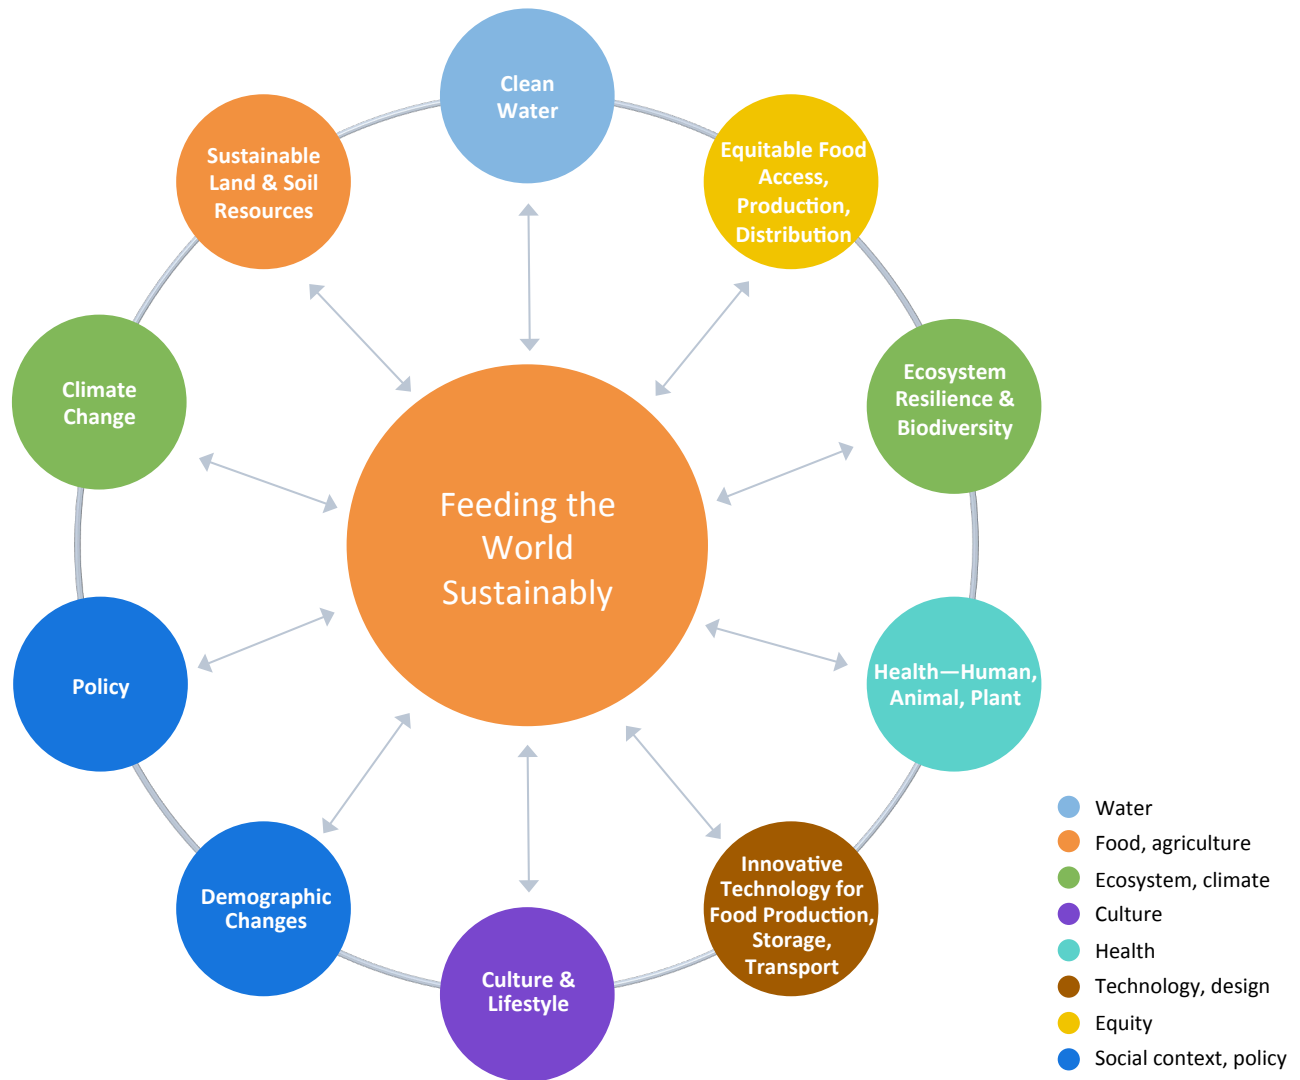 Clean
Water
Equitable Food
Access,
Production,
Distribution
Ecosystem
Resilience &
Biodiversity
Health—Human,
Animal, Plant
Innovative
Technology for
Food Production,
Storage,
Transport
Culture &
Lifestyle
Demographic
Changes
Policy
Climate
Change
Sustainable
Land & Soil
Resources
Feeding the
World
Sustainably
Water
Food, agriculture
Ecosystem, climate
Culture
Health
Technology, design
Equity
Social context, policy